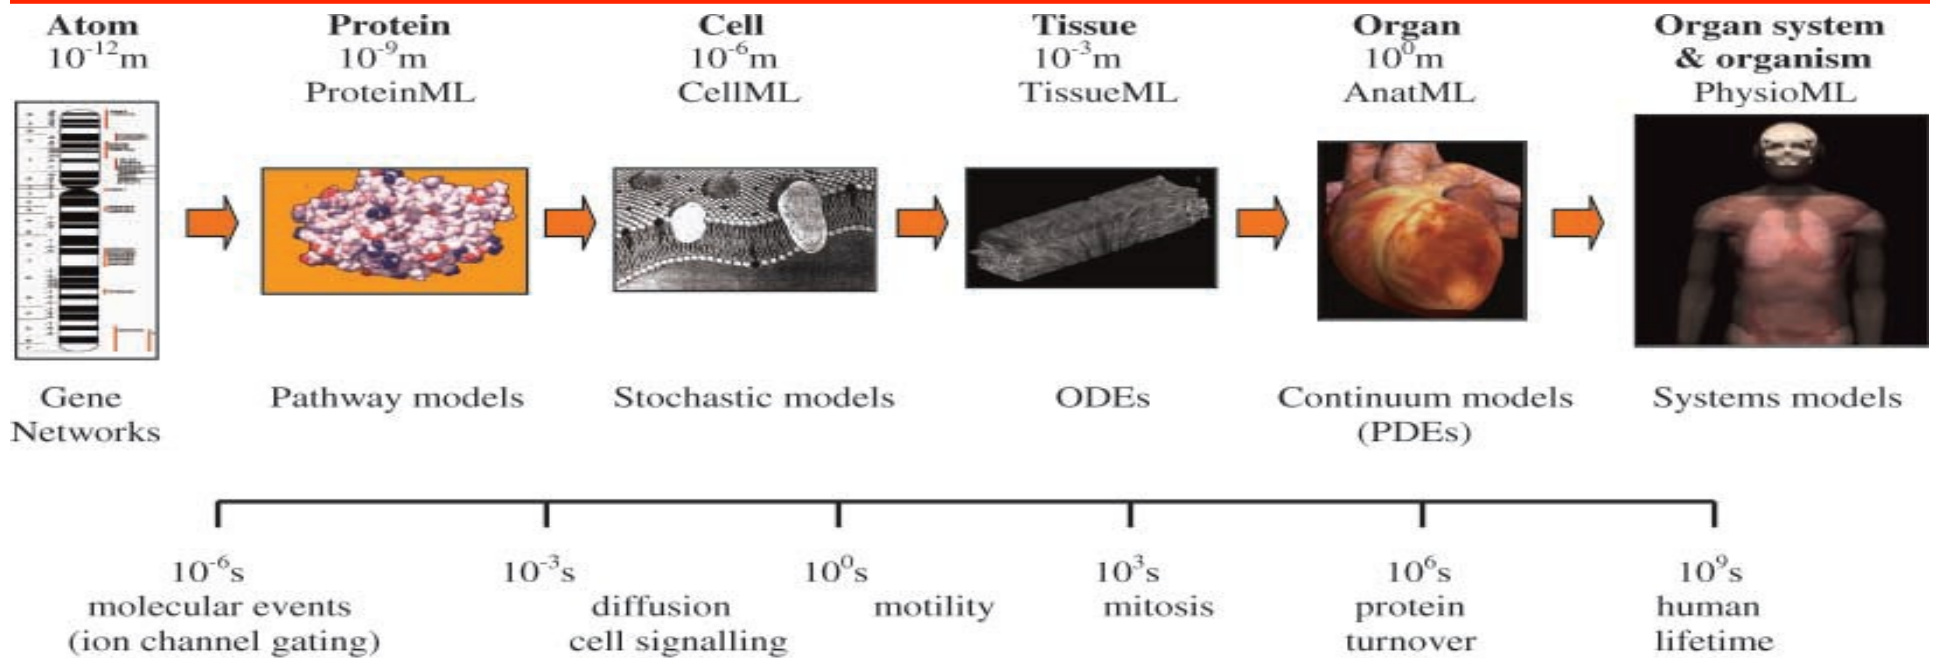 Atom
10⁻¹²m
Protein
10⁻⁹m
ProteinML
Cell
10⁻⁶m
CellML
Tissue
10⁻³m
TissueML
Organ
10⁰m
AnatML
Organ system
& organism
PhysioML
Gene
Networks
Pathway models
Stochastic models
ODEs
Continuum models
(PDEs)
Systems models
10⁻⁶s
10⁻³s
10⁰s
10³s
10⁶s
10⁹s
molecular events
(ion channel gating)
diffusion
cell signalling
motility
mitosis
protein
turnover
human
lifetime